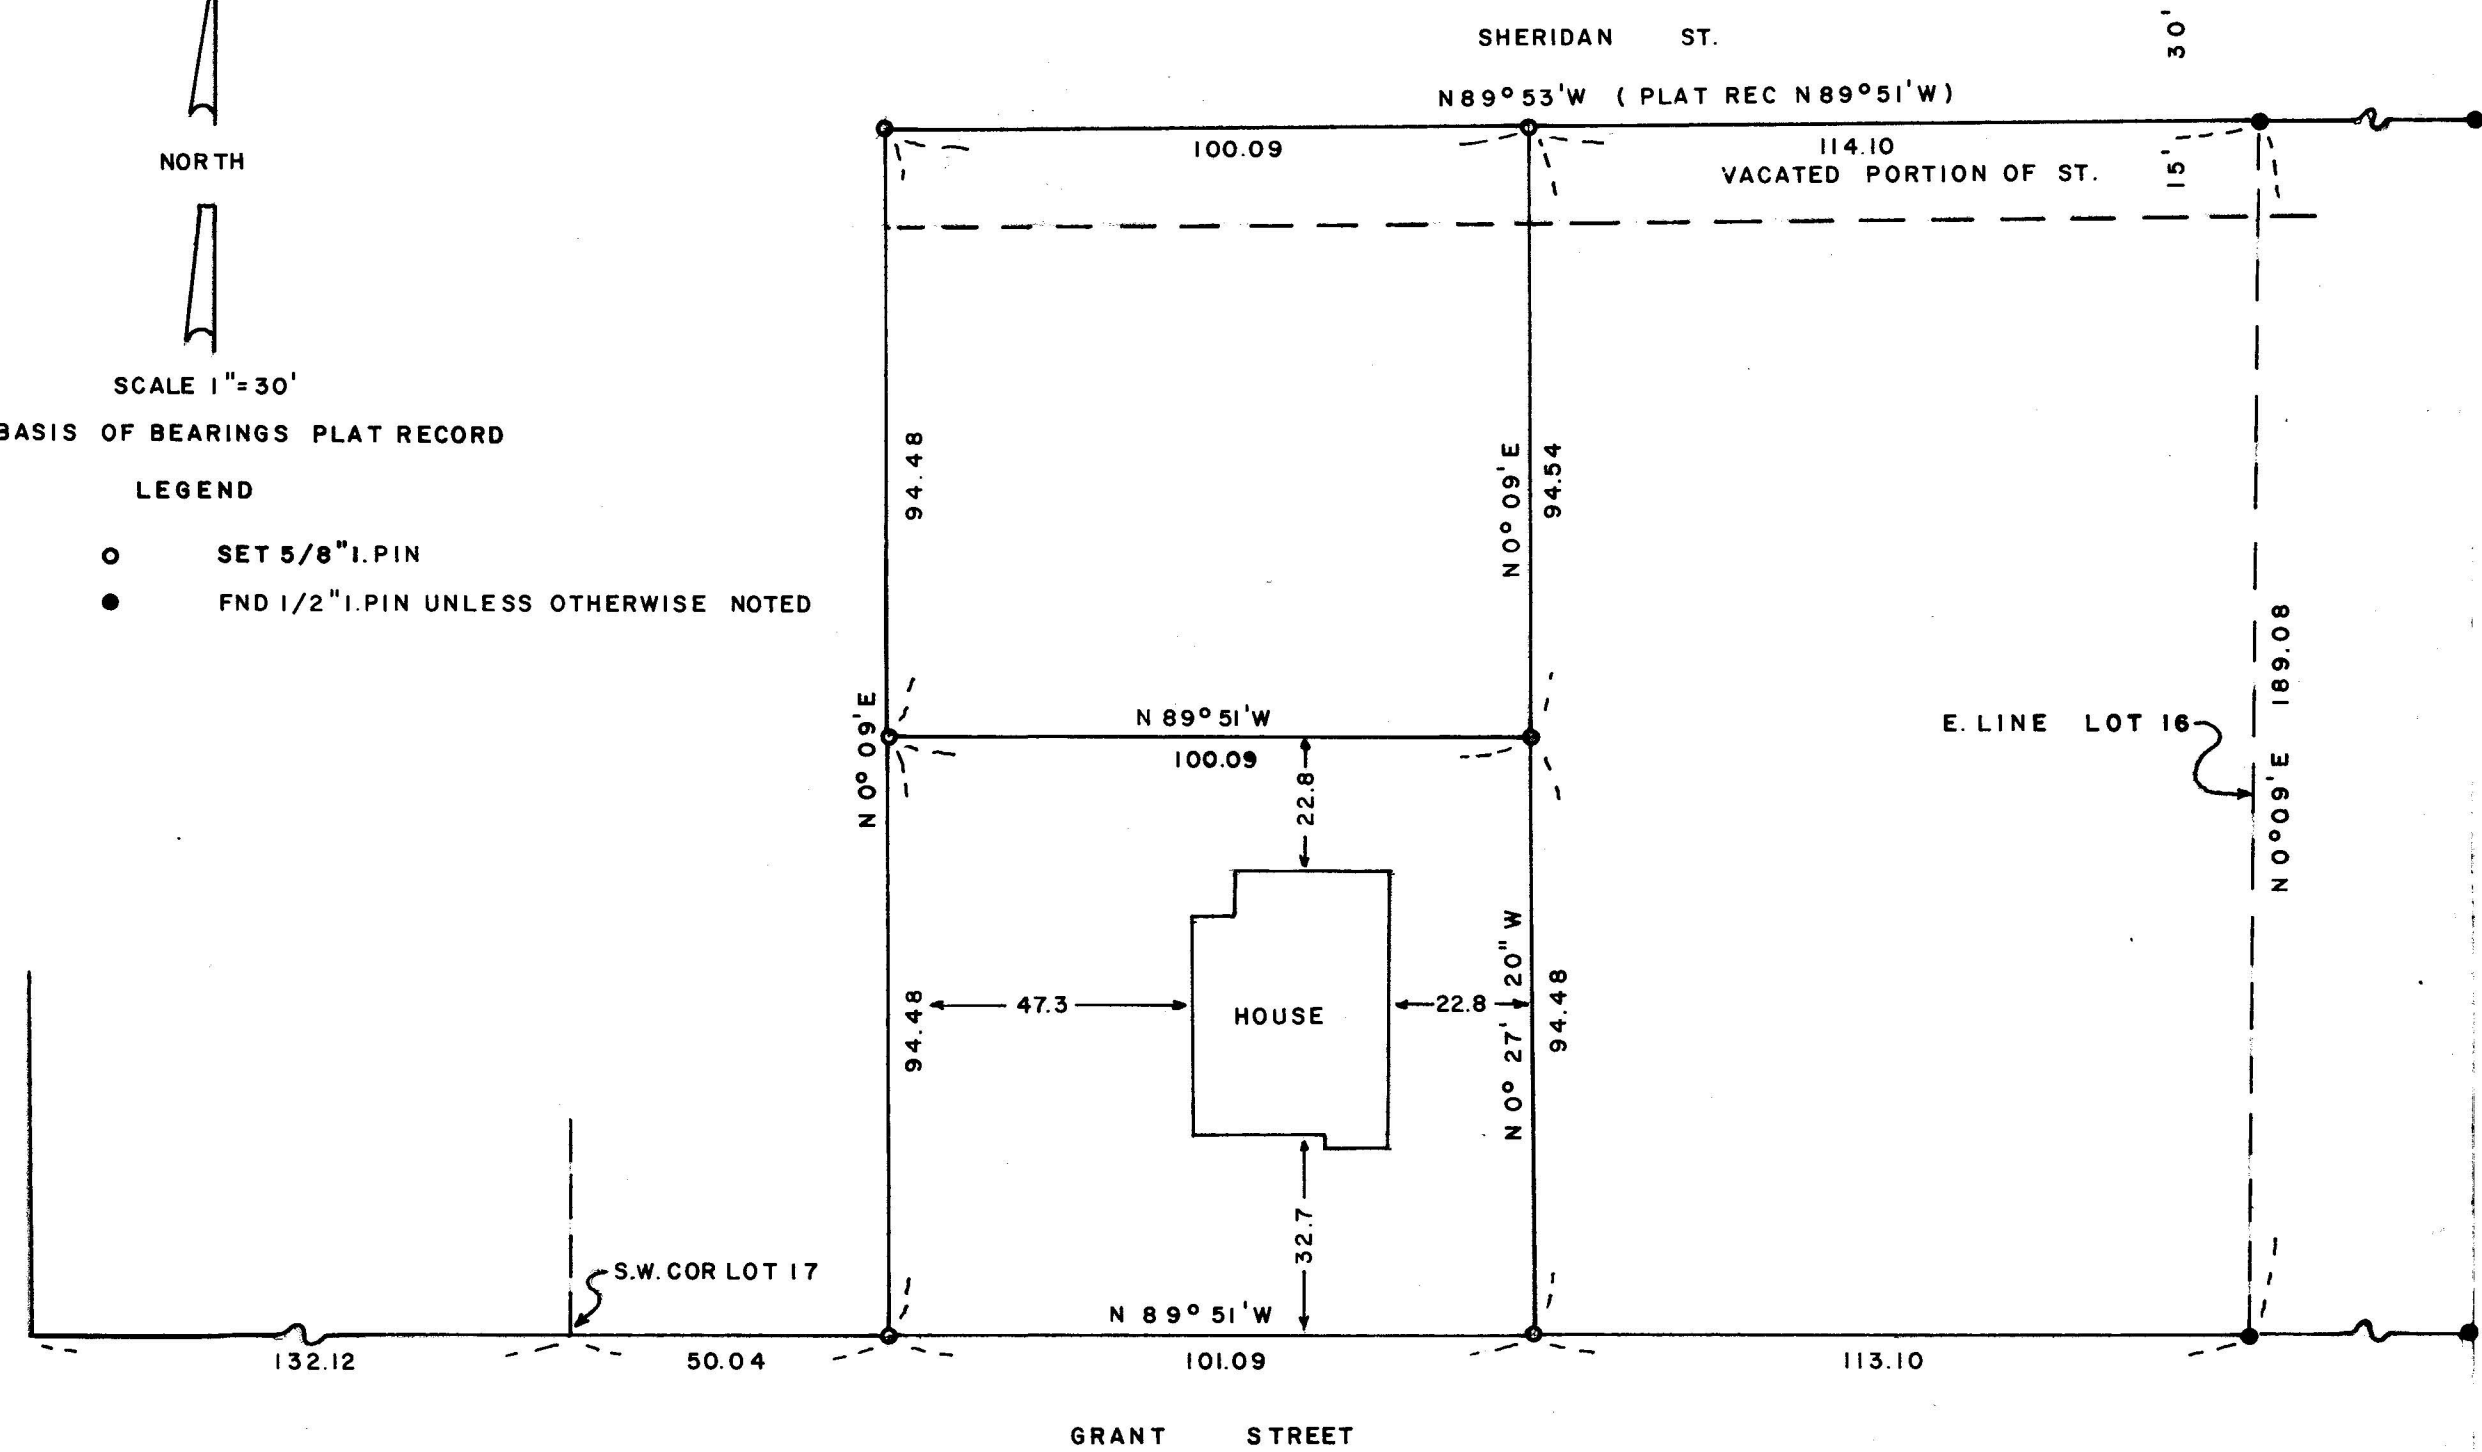 SHERIDAN ST.
30'
N89°53'W ( PLAT REC N89°51'W)
100.09
114.10
VACATED PORTION OF ST.
15'
NORTH
SCALE 1"=30'
BASIS OF BEARINGS PLAT RECORD
LEGEND
SET 5/8"I.PIN
FND 1/2"I.PIN UNLESS OTHERWISE NOTED
94.48
N0°09'E
94.54
N0°09'E
N 89°51'W
100.09
22.8
E. LINE LOT 16
189.08
N0°09'E
94.48
47.3
HOUSE
22.8
N0° 27' 20" W
94.48
32.7
S.W. COR LOT 17
N 89° 51'W
132.12
50.04
101.09
113.10
GRANT STREET